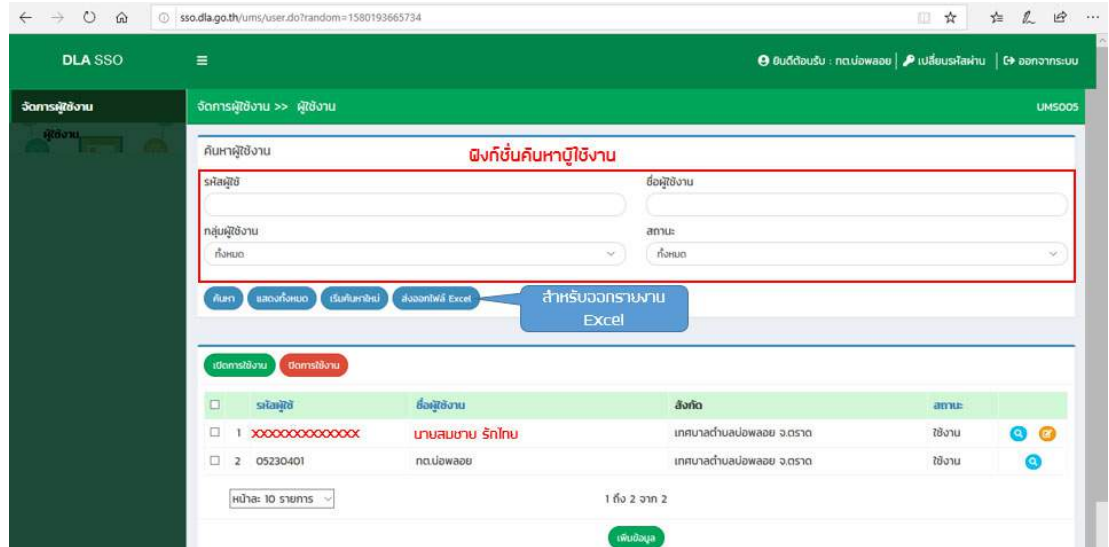 sso.dla.go.th/ums/user.do?random=1580193665734
DLA SSO
ยินดีต้อนรับ : ทต.บ่อพลอย | เปลี่ยนรหัสผ่าน | ออกจากระบบ
จัดการผู้ใช้งาน
จัดการผู้ใช้งาน >> ผู้ใช้งาน
UMS005
ผู้ใช้งาน
ค้นหาผู้ใช้งาน
ฟังก์ชั่นค้นหาผู้ใช้งาน
รหัสผู้ใช้
ชื่อผู้ใช้งาน
กลุ่มผู้ใช้งาน
สถานะ
ทั้งหมด
ทั้งหมด
ค้นหา แสดงทั้งหมด เริ่มค้นหาใหม่ ส่งออกไฟล์ Excel
สำหรับออกรายงาน
Excel
เปิดการใช้งาน ปิดการใช้งาน
รหัสผู้ใช้ ชื่อผู้ใช้งาน สังกัด สถานะ
1 XXXXXXXXXXXXX นายสมชาย รักไทย เทศบาลตำบลบ่อพลอย จ.ตราด ใช้งาน
2 05230401 ทต.บ่อพลอย เทศบาลตำบลบ่อพลอย จ.ตราด ใช้งาน
หน้าละ 10 รายการ
1 ถึง 2 จาก 2
เพิ่มข้อมูล